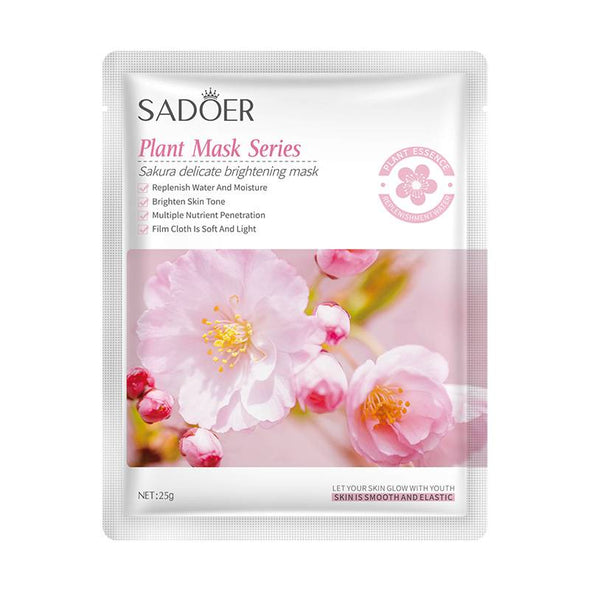 SADOER
Plant Mask Series
Sakura delicate brightening mask
Replenish Water And Moisture
Brighten Skin Tone
Multiple Nutrient Penetration
Film Cloth Is Soft And Light
PLANT ESSENCE
REPLENISHMENT WATER
LET YOUR SKIN GLOW WITH YOUTH
SKIN IS SMOOTH AND ELASTIC
NET:25g